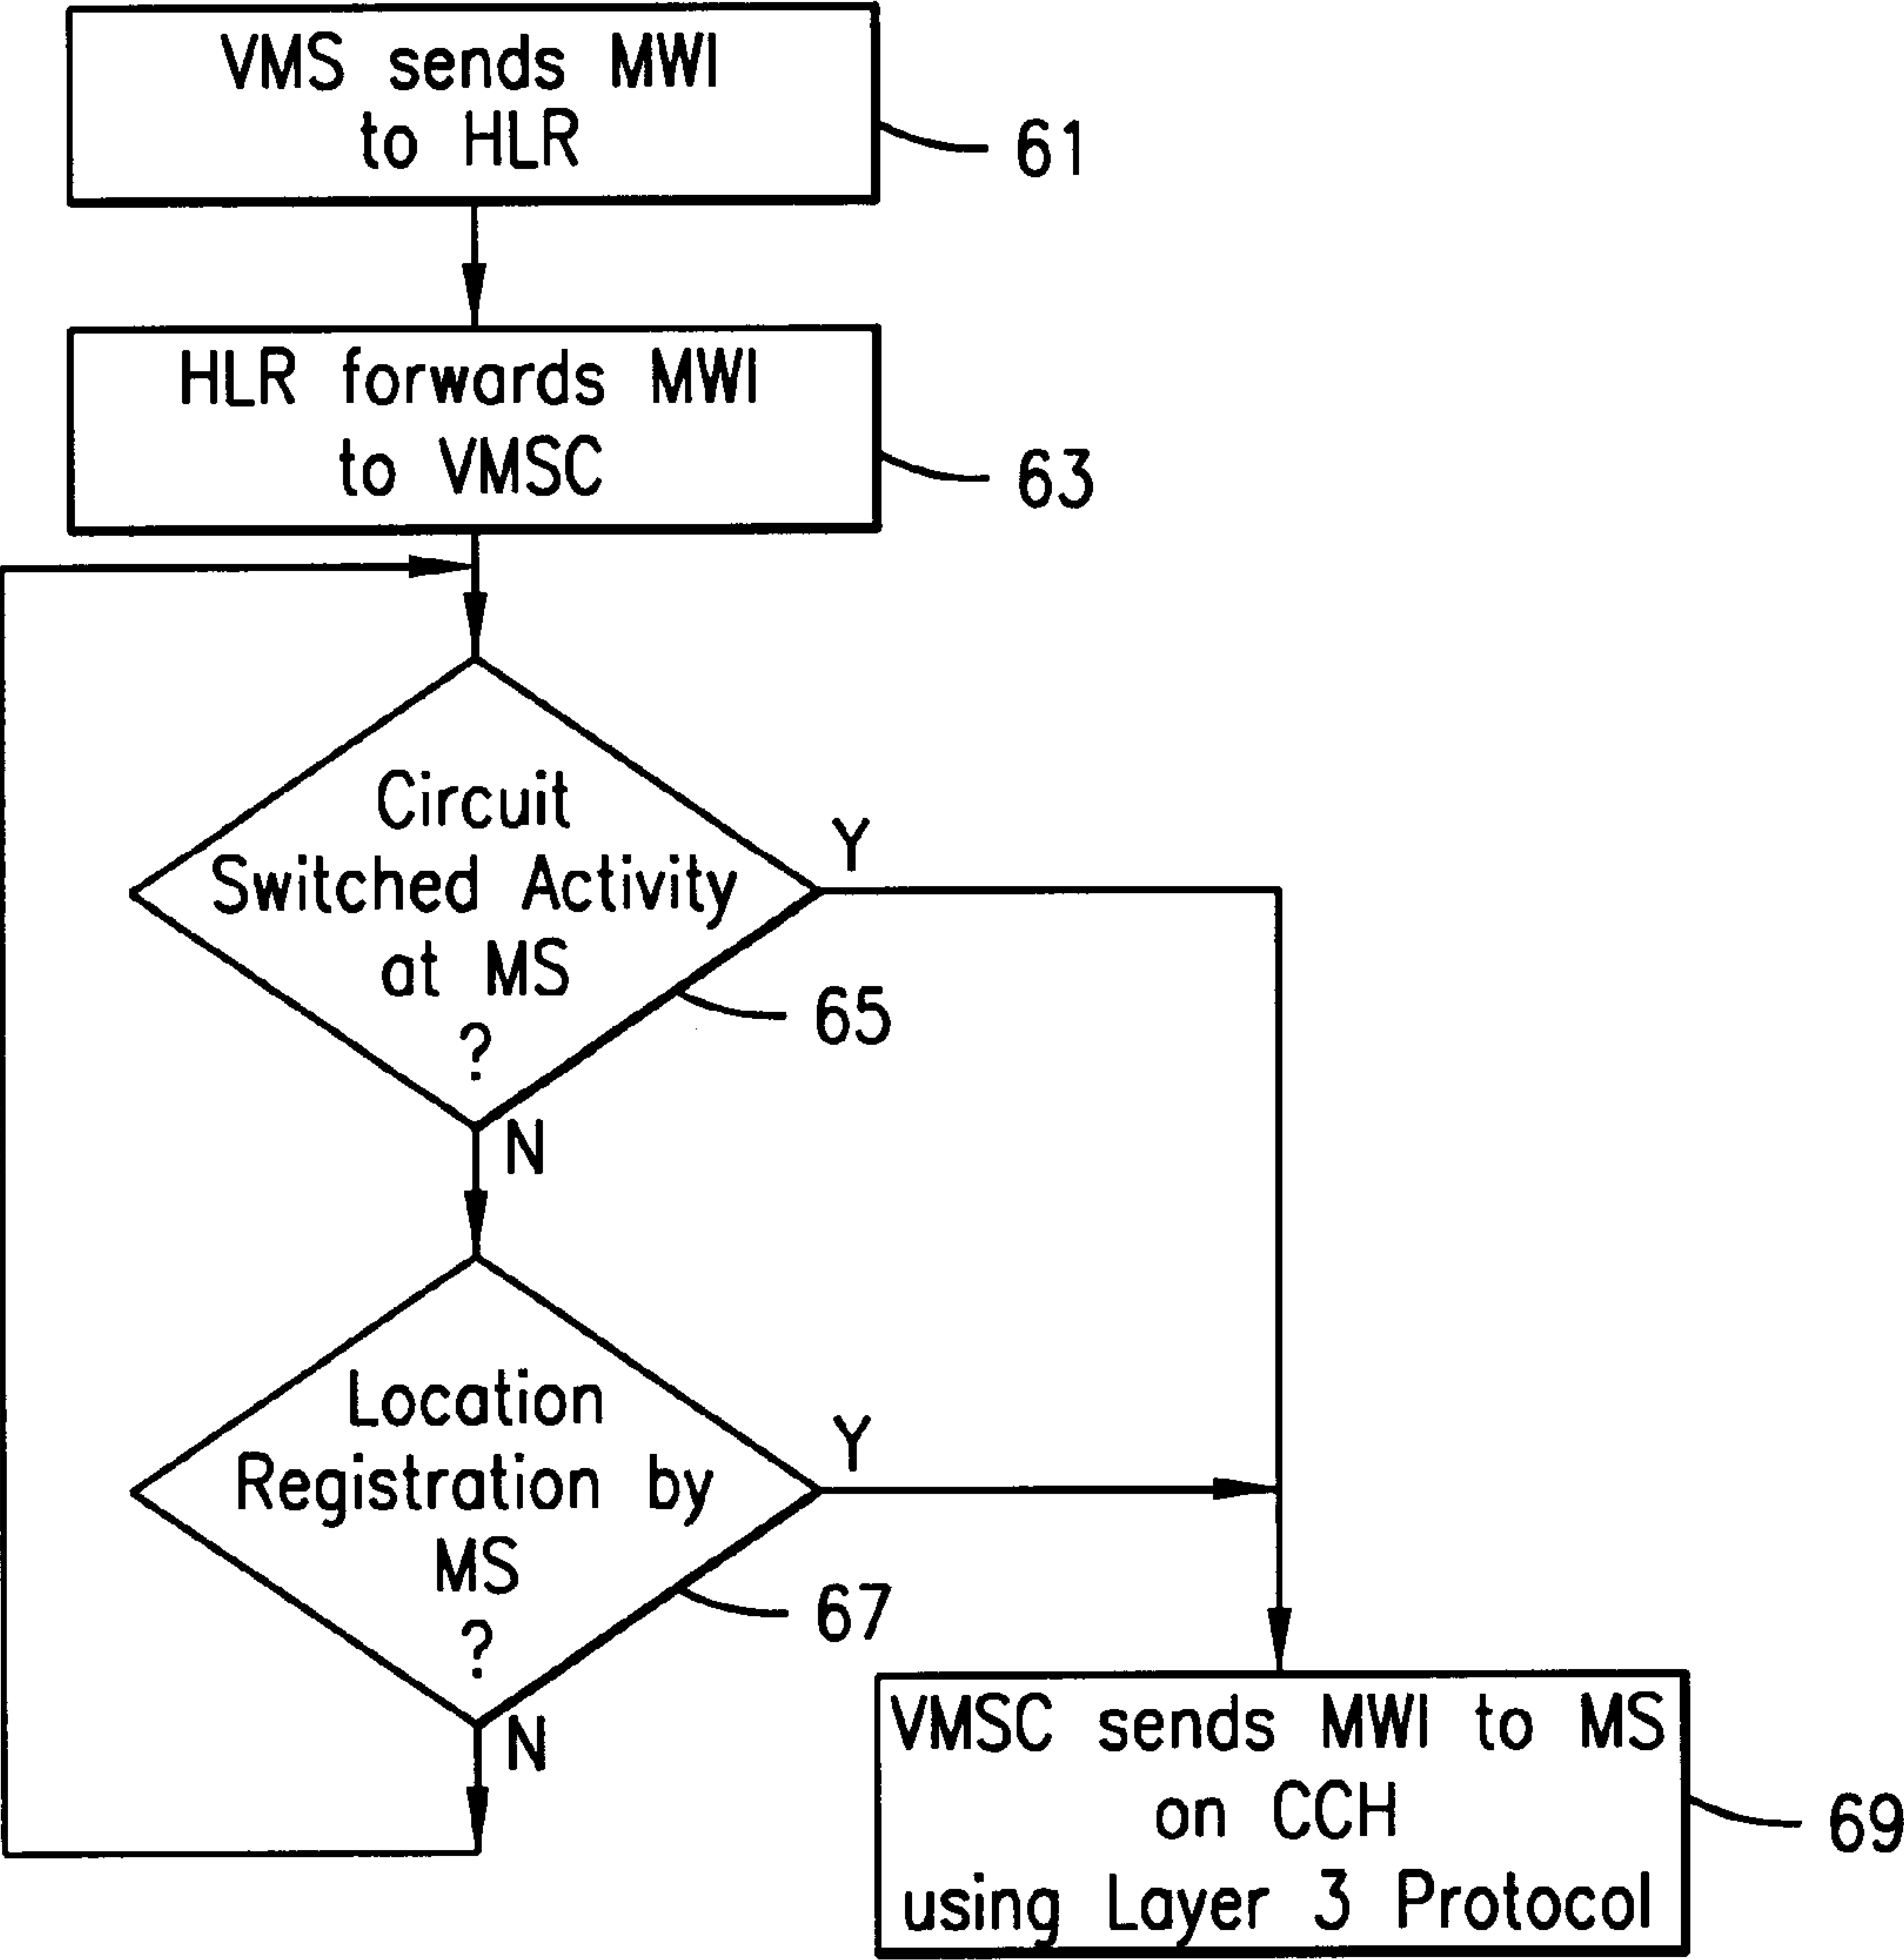 VMS sends MWI
to HLR
61
HLR forwards MWI
to VMSC
63
Circuit
Switched Activity
at MS
?
Y
65
N
Location
Registration by
MS
?
Y
67
N
VMSC sends MWI to MS
on CCH
using Layer 3 Protocol
69